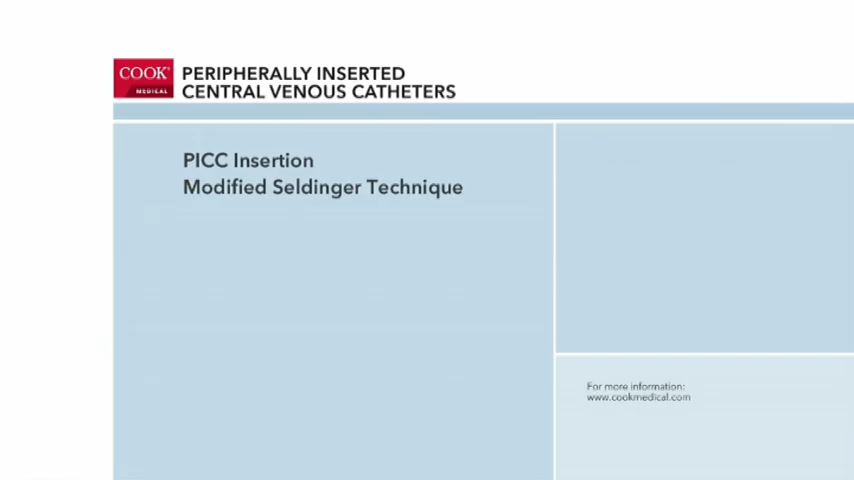 COOK®
MEDICAL
PERIPHERALLY INSERTED
CENTRAL VENOUS CATHETERS
PICC Insertion
Modified Seldinger Technique
For more information:
www.cookmedical.com